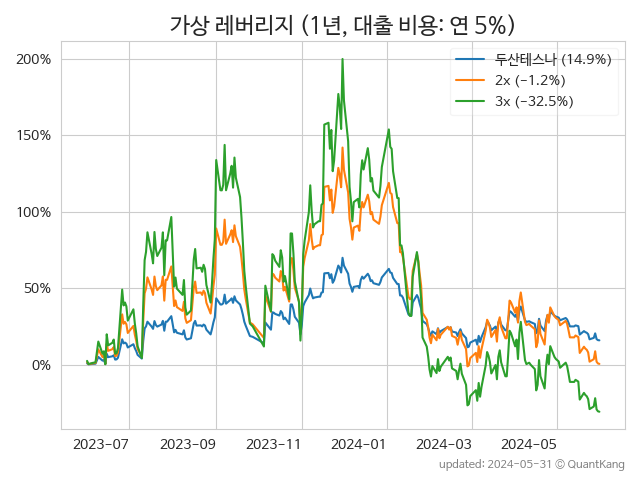 가상 레버리지 (1년, 대출 비용: 연 5%)
두산테스나 (14.9%)
2x (−1.2%)
3x (−32.5%)
200%
150%
100%
50%
0%
2023-07 2023-09 2023-11 2024-01 2024-03 2024-05
updated: 2024-05-31 © QuantKang